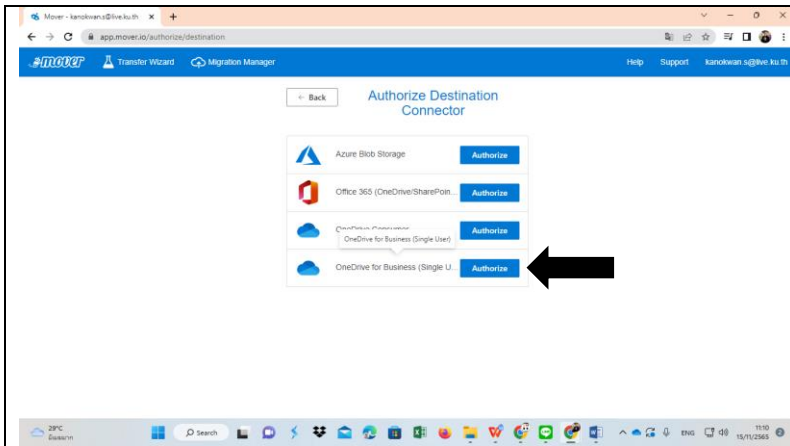 Mover - kanokwan.s@live.ku.th
app.mover.io/authorize/destination
mover Transfer Wizard Migration Manager Help Support kanokwan.s@live.ku.th
← Back
Authorize Destination
Connector
Azure Blob Storage Authorize
Office 365 (OneDrive/SharePoin... Authorize
OneDrive Consumer Authorize
OneDrive for Business (Single User)
OneDrive for Business (Single U... Authorize
29°C
Search
ENG
11:10
15/11/2565